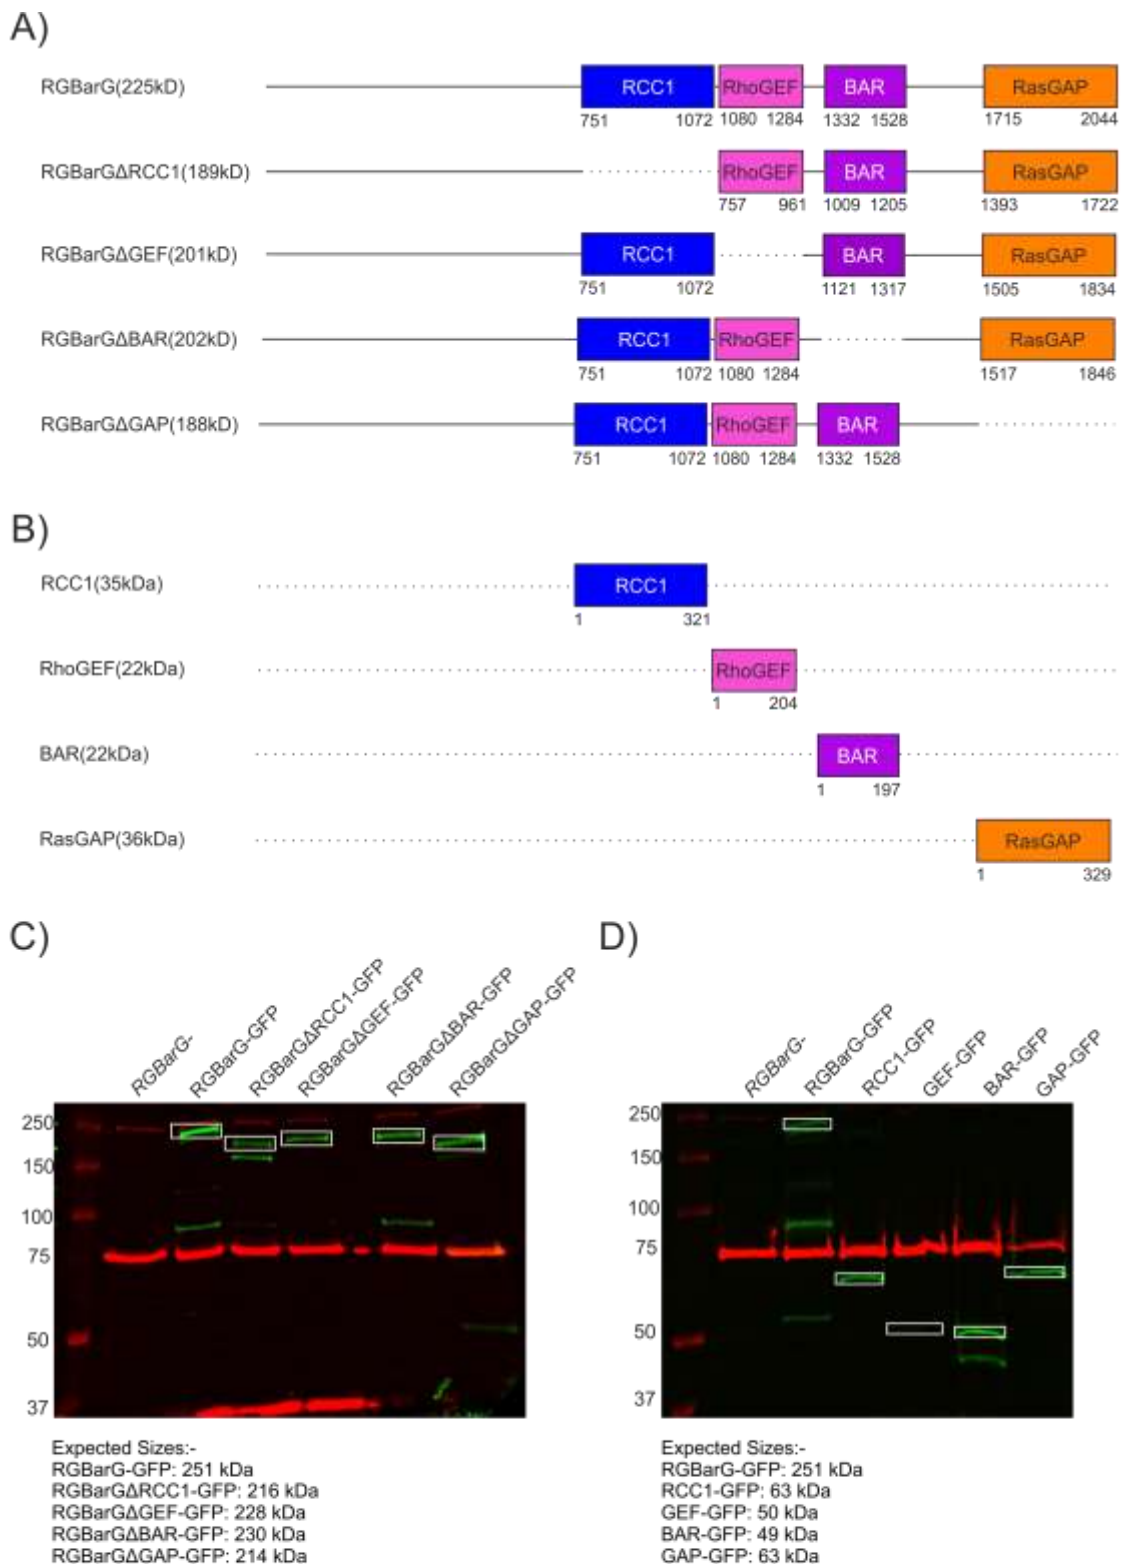 A)
RGBarG(225kD)
RCC1 RhoGEF BAR RasGAP
751 1072 1080 1284 1332 1528 1715 2044
RGBarGΔRCC1(189kD)
RhoGEF BAR RasGAP
757 961 1009 1205 1393 1722
RGBarGΔGEF(201kD)
RCC1 BAR RasGAP
751 1072 1121 1317 1505 1834
RGBarGΔBAR(202kD)
RCC1 RhoGEF RasGAP
751 1072 1080 1284 1517 1846
RGBarGΔGAP(188kD)
RCC1 RhoGEF BAR
751 1072 1080 1284 1332 1528
B)
RCC1(35kDa)
RCC1
1 321
RhoGEF(22kDa)
RhoGEF
1 204
BAR(22kDa)
BAR
1 197
RasGAP(36kDa)
RasGAP
1 329
C)
RGBarG-
RGBarG-GFP
RGBarGΔRCC1-GFP
RGBarGΔGEF-GFP
RGBarGΔBAR-GFP
RGBarGΔGAP-GFP
250
150
100
75
50
37
Expected Sizes:-
RGBarG-GFP: 251 kDa
RGBarGΔRCC1-GFP: 216 kDa
RGBarGΔGEF-GFP: 228 kDa
RGBarGΔBAR-GFP: 230 kDa
RGBarGΔGAP-GFP: 214 kDa
D)
RGBarG-
RGBarG-GFP
RCC1-GFP
GEF-GFP
BAR-GFP
GAP-GFP
250
150
100
75
50
37
Expected Sizes:-
RGBarG-GFP: 251 kDa
RCC1-GFP: 63 kDa
GEF-GFP: 50 kDa
BAR-GFP: 49 kDa
GAP-GFP: 63 kDa